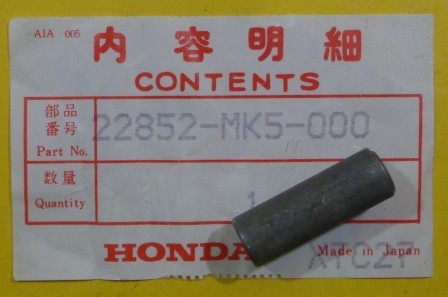 AIA 005
内容明細
CONTENTS
部品
番号
Part No.
22852-MK5-000
数量
Quantity
1
HONDA
Made in Japan
XTC27